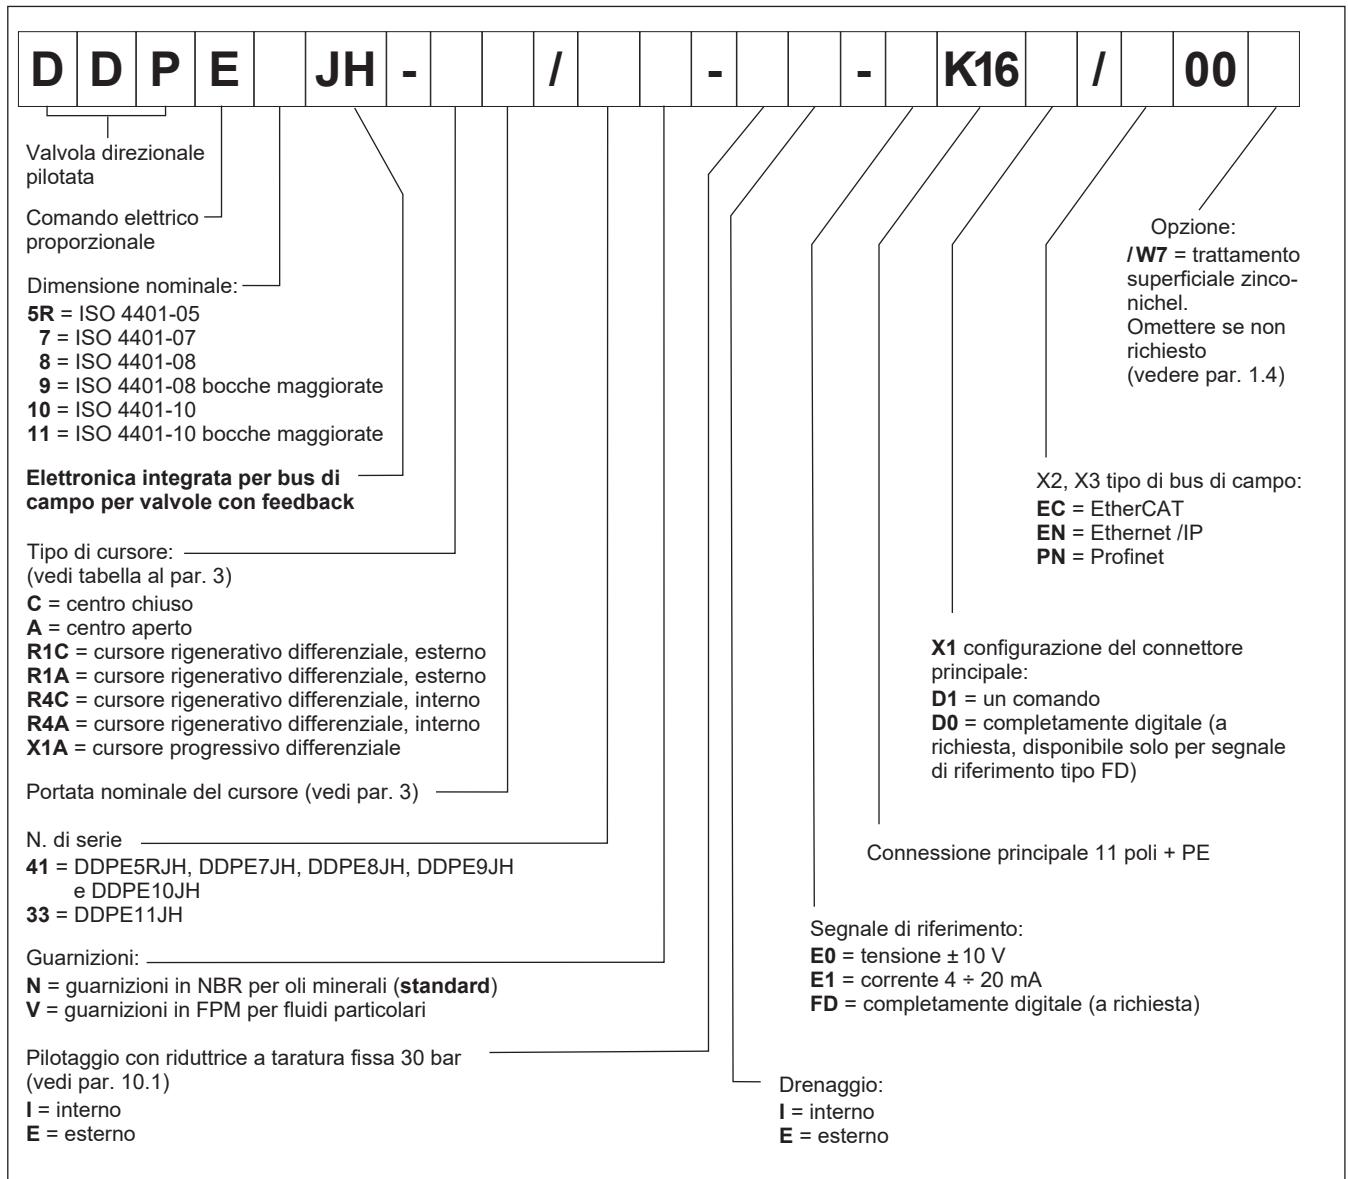 D D P E JH - / - - K16 / 00
Valvola direzionale
pilotata
Comando elettrico
proporzionale
Dimensione nominale:
5R = ISO 4401-05
7 = ISO 4401-07
8 = ISO 4401-08
9 = ISO 4401-08 bocche maggiorate
10 = ISO 4401-10
11 = ISO 4401-10 bocche maggiorate
Elettronica integrata per bus di
campo per valvole con feedback
Tipo di cursore:
(vedi tabella al par. 3)
C = centro chiuso
A = centro aperto
R1C = cursore rigenerativo differenziale, esterno
R1A = cursore rigenerativo differenziale, esterno
R4C = cursore rigenerativo differenziale, interno
R4A = cursore rigenerativo differenziale, interno
X1A = cursore progressivo differenziale
Portata nominale del cursore (vedi par. 3)
N. di serie
41 = DDPE5RJH, DDPE7JH, DDPE8JH, DDPE9JH
e DDPE10JH
33 = DDPE11JH
Guarnizioni:
N = guarnizioni in NBR per oli minerali (standard)
V = guarnizioni in FPM per fluidi particolari
Pilotaggio con riduttrice a taratura fissa 30 bar
(vedi par. 10.1)
I = interno
E = esterno
Drenaggio:
I = interno
E = esterno
Segnale di riferimento:
E0 = tensione ±10 V
E1 = corrente 4 ÷ 20 mA
FD = completamente digitale (a richiesta)
Connessione principale 11 poli + PE
X1 configurazione del connettore
principale:
D1 = un comando
D0 = completamente digitale (a
richiesta, disponibile solo per segnale
di riferimento tipo FD)
X2, X3 tipo di bus di campo:
EC = EtherCAT
EN = Ethernet /IP
PN = Profinet
Opzione:
/W7 = trattamento
superficiale zinco-
nichel.
Omettere se non
richiesto
(vedere par. 1.4)